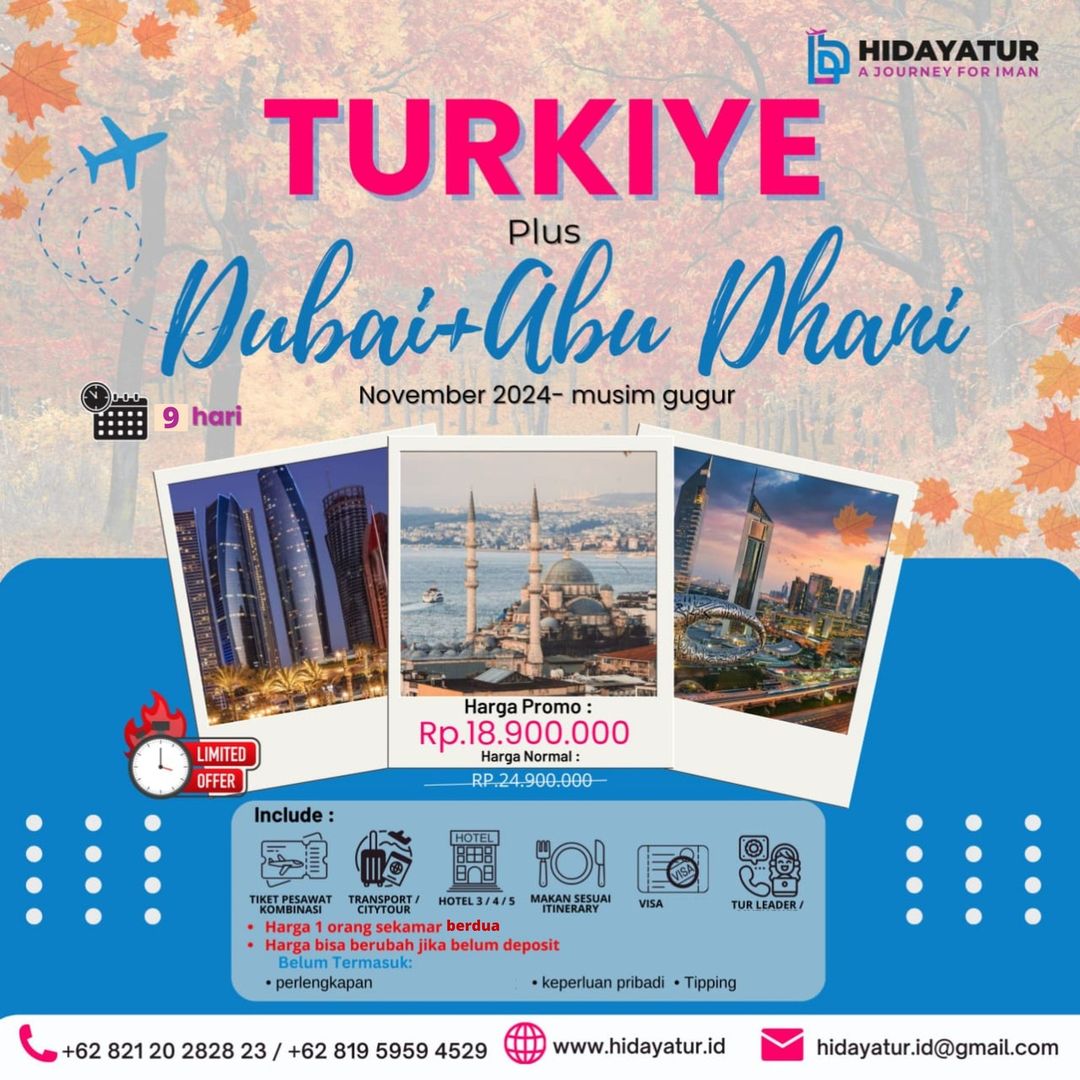 HIDAYATUR
A JOURNEY FOR IMAN
TURKIYE
Plus
Dubai+Abu Dhani
November 2024- musim gugur
9 hari
Harga Promo :
Rp.18.900.000
Harga Normal :
RP.24.900.000
LIMITED
OFFER
Include :
HOTEL
VISA
TIKET PESAWAT
KOMBINASI
TRANSPORT /
CITYTOUR
HOTEL 3 / 4 / 5
MAKAN SESUAI
ITINERARY
VISA
TUR LEADER /
• Harga 1 orang sekamar berdua
• Harga bisa berubah jika belum deposit
Belum Termasuk:
• perlengkapan • keperluan pribadi • Tipping
+62 821 20 2828 23 / +62 819 5959 4529 www.hidayatur.id hidayatur.id@gmail.com